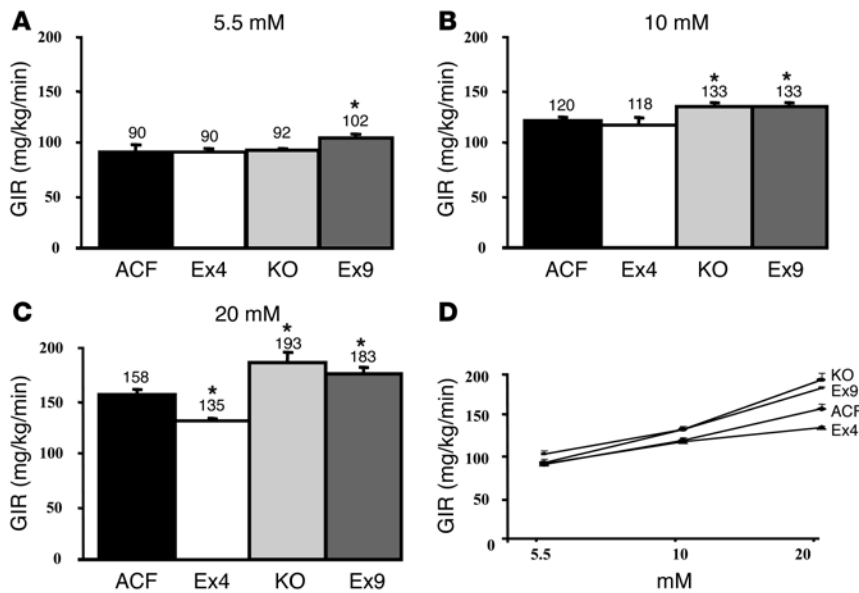 A
5.5 mM
GIR (mg/kg/min)
200
150
100
50
0
90
90
92
*
102
ACF
Ex4
KO
Ex9
B
10 mM
GIR (mg/kg/min)
200
150
100
50
0
120
118
*
133
*
133
ACF
Ex4
KO
Ex9
C
20 mM
GIR (mg/kg/min)
200
150
100
50
0
158
*
135
*
193
*
183
ACF
Ex4
KO
Ex9
D
GIR (mg/kg/min)
200
150
100
50
0
KO
Ex9
ACF
Ex4
5.5
10
20
mM